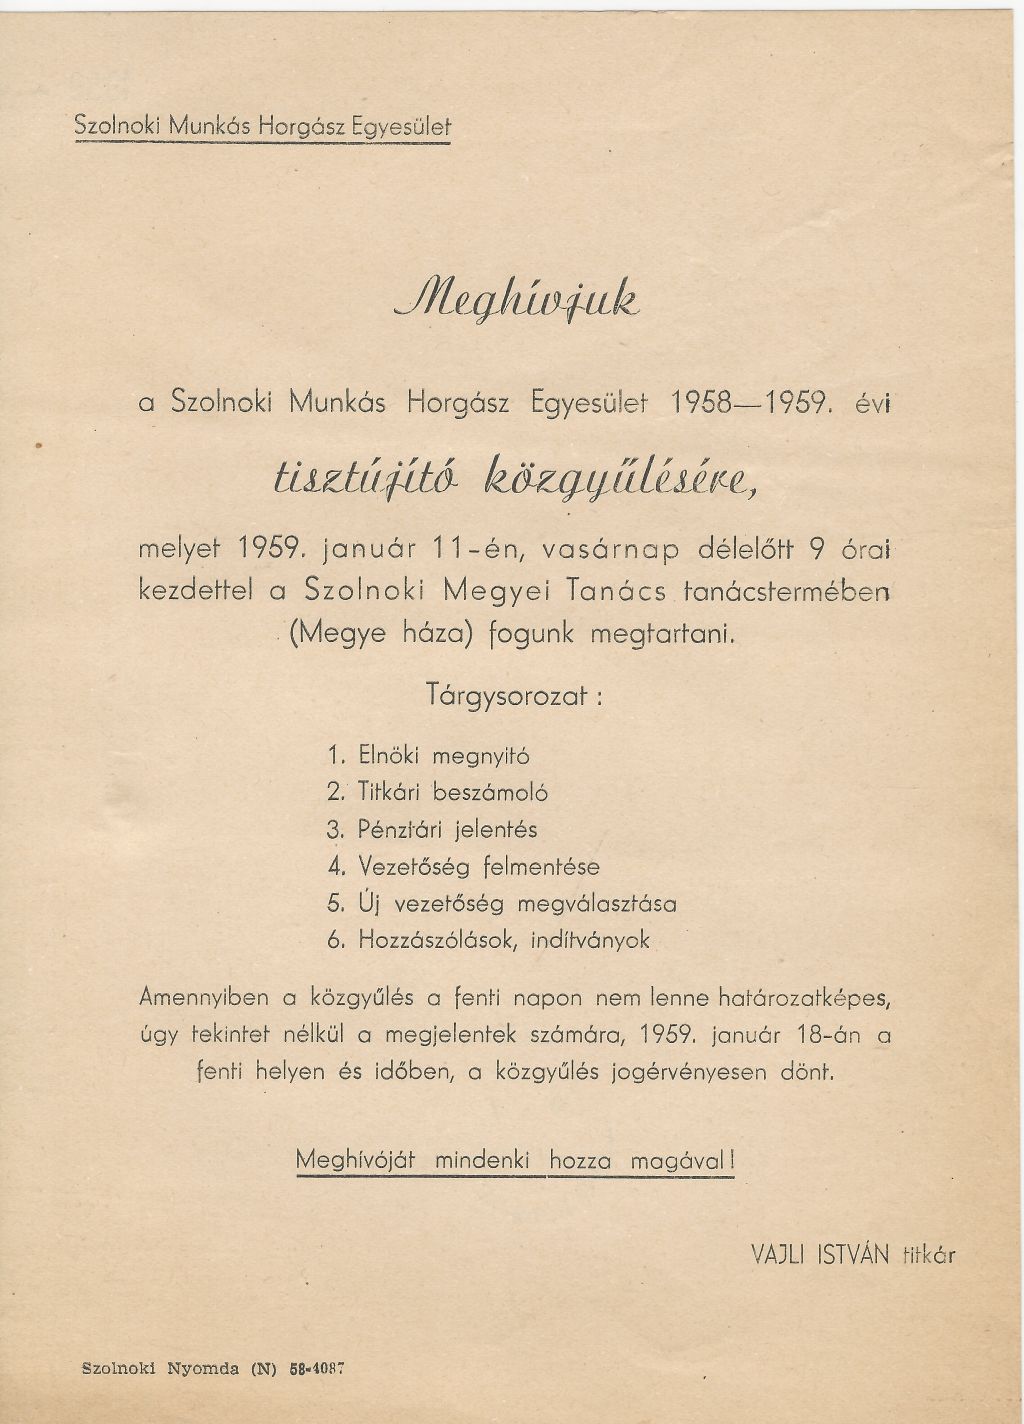 Szolnoki Munkás Horgász Egyesület
Meghívjuk
a Szolnoki Munkás Horgász Egyesület 1958—1959. évi
tisztújító közgyűlésére,
melyet 1959. január 11-én, vasárnap délelőtt 9 órai
kezdettel a Szolnoki Megyei Tanács tanácstermében
(Megye háza) fogunk megtartani.
Tárgysorozat :
1. Elnöki megnyitó
2. Titkári beszámoló
3. Pénztári jelentés
4. Vezetőség felmentése
5. Új vezetőség megválasztása
6. Hozzászólások, indítványok
Amennyiben a közgyűlés a fenti napon nem lenne határozatképes,
úgy tekintet nélkül a megjelentek számára, 1959. január 18-án a
fenti helyen és időben, a közgyűlés jogérvényesen dönt.
Meghívóját mindenki hozza magával!
VAJLI ISTVÁN titkár
Szolnoki Nyomda (N) 58-4087